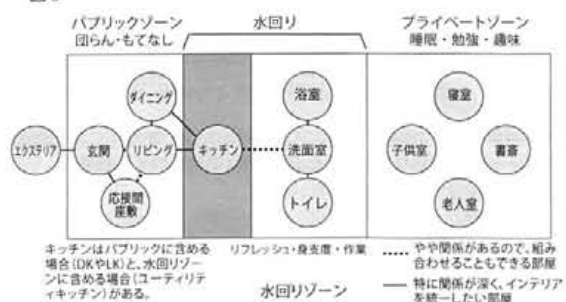 パブリックゾーン
団らん・もてなし
水回り
プライベートゾーン
睡眠・勉強・趣味
ダイニング
浴室
寝室
エクステリア
玄関
リビング
キッチン
洗面室
子供室
書斎
応接間
座敷
トイレ
老人室
キッチンはパブリックに含める
場合(DKやLK)と、水回りゾー
ンに含める場合(ユーティリテ
ィキッチン)がある。
リフレッシュ・身支度・作業
水回りゾーン
やや関係があるので、組み
合わせることもできる部屋
特に関係が深く、インテリア
を統一したい部屋